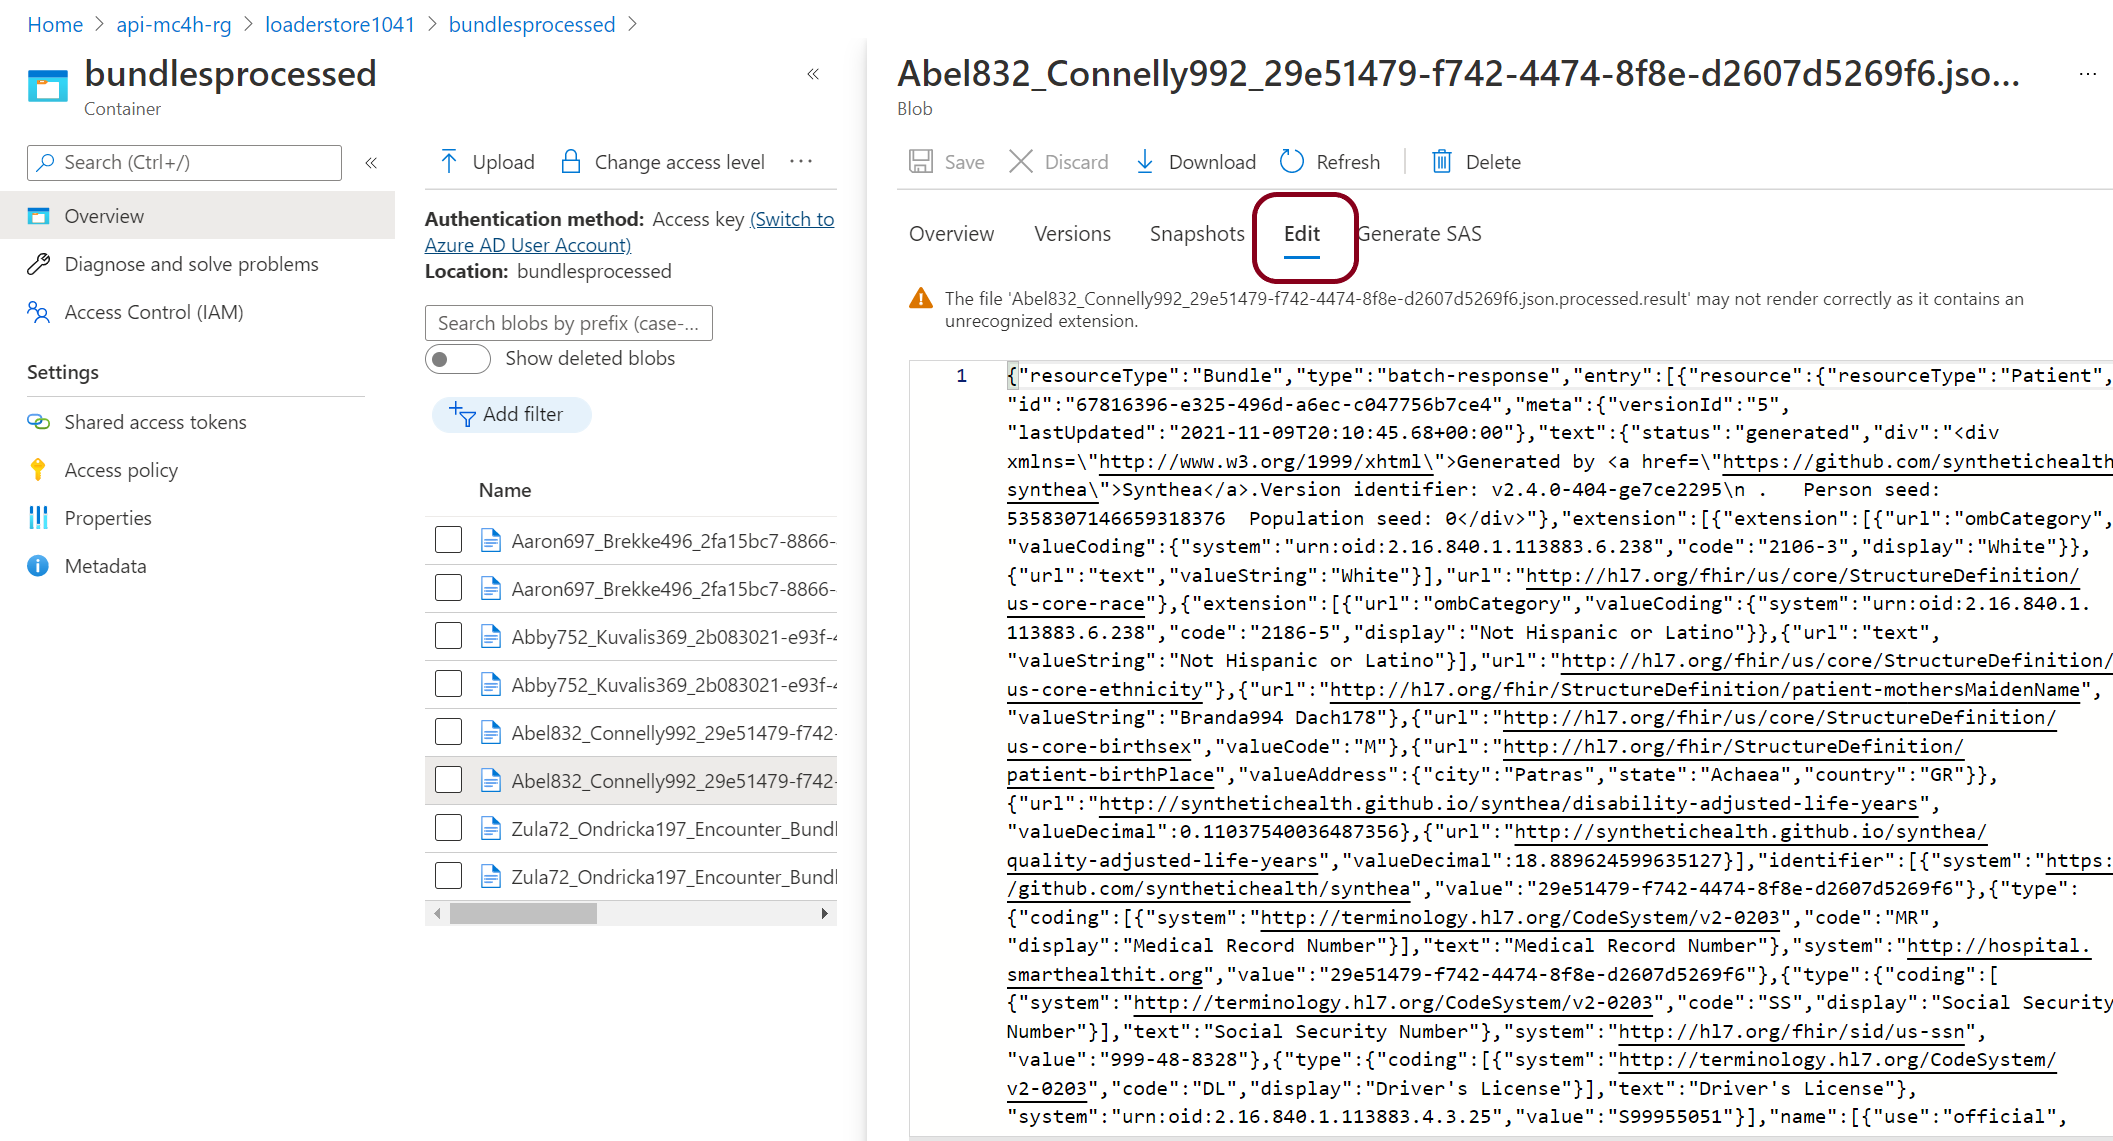 Home > api-mc4h-rg > loaderstore1041 > bundlesprocessed >
bundlesprocessed
Container
«
Search (Ctrl+/)
«
Overview
Diagnose and solve problems
Access Control (IAM)
Settings
Shared access tokens
Access policy
Properties
Metadata
Upload Change access level ...
Authentication method: Access key (Switch to
Azure AD User Account)
Location: bundlesprocessed
Search blobs by prefix (case-...
Show deleted blobs
Add filter
Name
Aaron697_Brekke496_2fa15bc7-8866-
Aaron697_Brekke496_2fa15bc7-8866-
Abby752_Kuvalis369_2b083021-e93f-4
Abby752_Kuvalis369_2b083021-e93f-4
Abel832_Connelly992_29e51479-f742-
Abel832_Connelly992_29e51479-f742-
Zula72_Ondricka197_Encounter_Bundl
Zula72_Ondricka197_Encounter_Bundl
Abel832_Connelly992_29e51479-f742-4474-8f8e-d2607d5269f6.jso... ...
Blob
Save Discard Download Refresh Delete
Overview Versions Snapshots Edit Generate SAS
The file 'Abel832_Connelly992_29e51479-f742-4474-8f8e-d2607d5269f6.json.processed.result' may not render correctly as it contains an
unrecognized extension.
1 {"resourceType":"Bundle","type":"batch-response","entry":[{"resource":{"resourceType":"Patient",
"id":"67816396-e325-496d-a6ec-c047756b7ce4","meta":{"versionId":"5",
"lastUpdated":"2021-11-09T20:10:45.68+00:00"},"text":{"status":"generated","div":"<div
xmlns=\"http://www.w3.org/1999/xhtml\">Generated by <a href=\"https://github.com/synthetichealth
synthea\">Synthea</a>.Version identifier: v2.4.0-404-ge7ce2295\n .   Person seed:
5358307146659318376  Population seed: 0</div>"},"extension":[{"extension":[{"url":"ombCategory",
"valueCoding":{"system":"urn:oid:2.16.840.1.113883.6.238","code":"2106-3","display":"White"}},
{"url":"text","valueString":"White"}],"url":"http://hl7.org/fhir/us/core/StructureDefinition/
us-core-race"},{"extension":[{"url":"ombCategory","valueCoding":{"system":"urn:oid:2.16.840.1.
113883.6.238","code":"2186-5","display":"Not Hispanic or Latino"}},{"url":"text",
"valueString":"Not Hispanic or Latino"}],"url":"http://hl7.org/fhir/us/core/StructureDefinition/
us-core-ethnicity"},{"url":"http://hl7.org/fhir/StructureDefinition/patient-mothersMaidenName",
"valueString":"Branda994 Dach178"},{"url":"http://hl7.org/fhir/us/core/StructureDefinition/
us-core-birthsex","valueCode":"M"},{"url":"http://hl7.org/fhir/StructureDefinition/
patient-birthPlace","valueAddress":{"city":"Patras","state":"Achaea","country":"GR"}},
{"url":"http://synthetichealth.github.io/synthea/disability-adjusted-life-years",
"valueDecimal":0.11037540036487356},{"url":"http://synthetichealth.github.io/synthea/
quality-adjusted-life-years","valueDecimal":18.889624599635127}],"identifier":[{"system":"https:
/github.com/synthetichealth/synthea","value":"29e51479-f742-4474-8f8e-d2607d5269f6"},{"type":
{"coding":[{"system":"http://terminology.hl7.org/CodeSystem/v2-0203","code":"MR",
"display":"Medical Record Number"}],"text":"Medical Record Number"},"system":"http://hospital.
smarthealthit.org","value":"29e51479-f742-4474-8f8e-d2607d5269f6"},{"type":{"coding":[
{"system":"http://terminology.hl7.org/CodeSystem/v2-0203","code":"SS","display":"Social Security
Number"}],"text":"Social Security Number"},"system":"http://hl7.org/fhir/sid/us-ssn",
"value":"999-48-8328"},{"type":{"coding":[{"system":"http://terminology.hl7.org/CodeSystem/
v2-0203","code":"DL","display":"Driver's License"}],"text":"Driver's License"},
"system":"urn:oid:2.16.840.1.113883.4.3.25","value":"S99955051"}],"name":[{"use":"official",